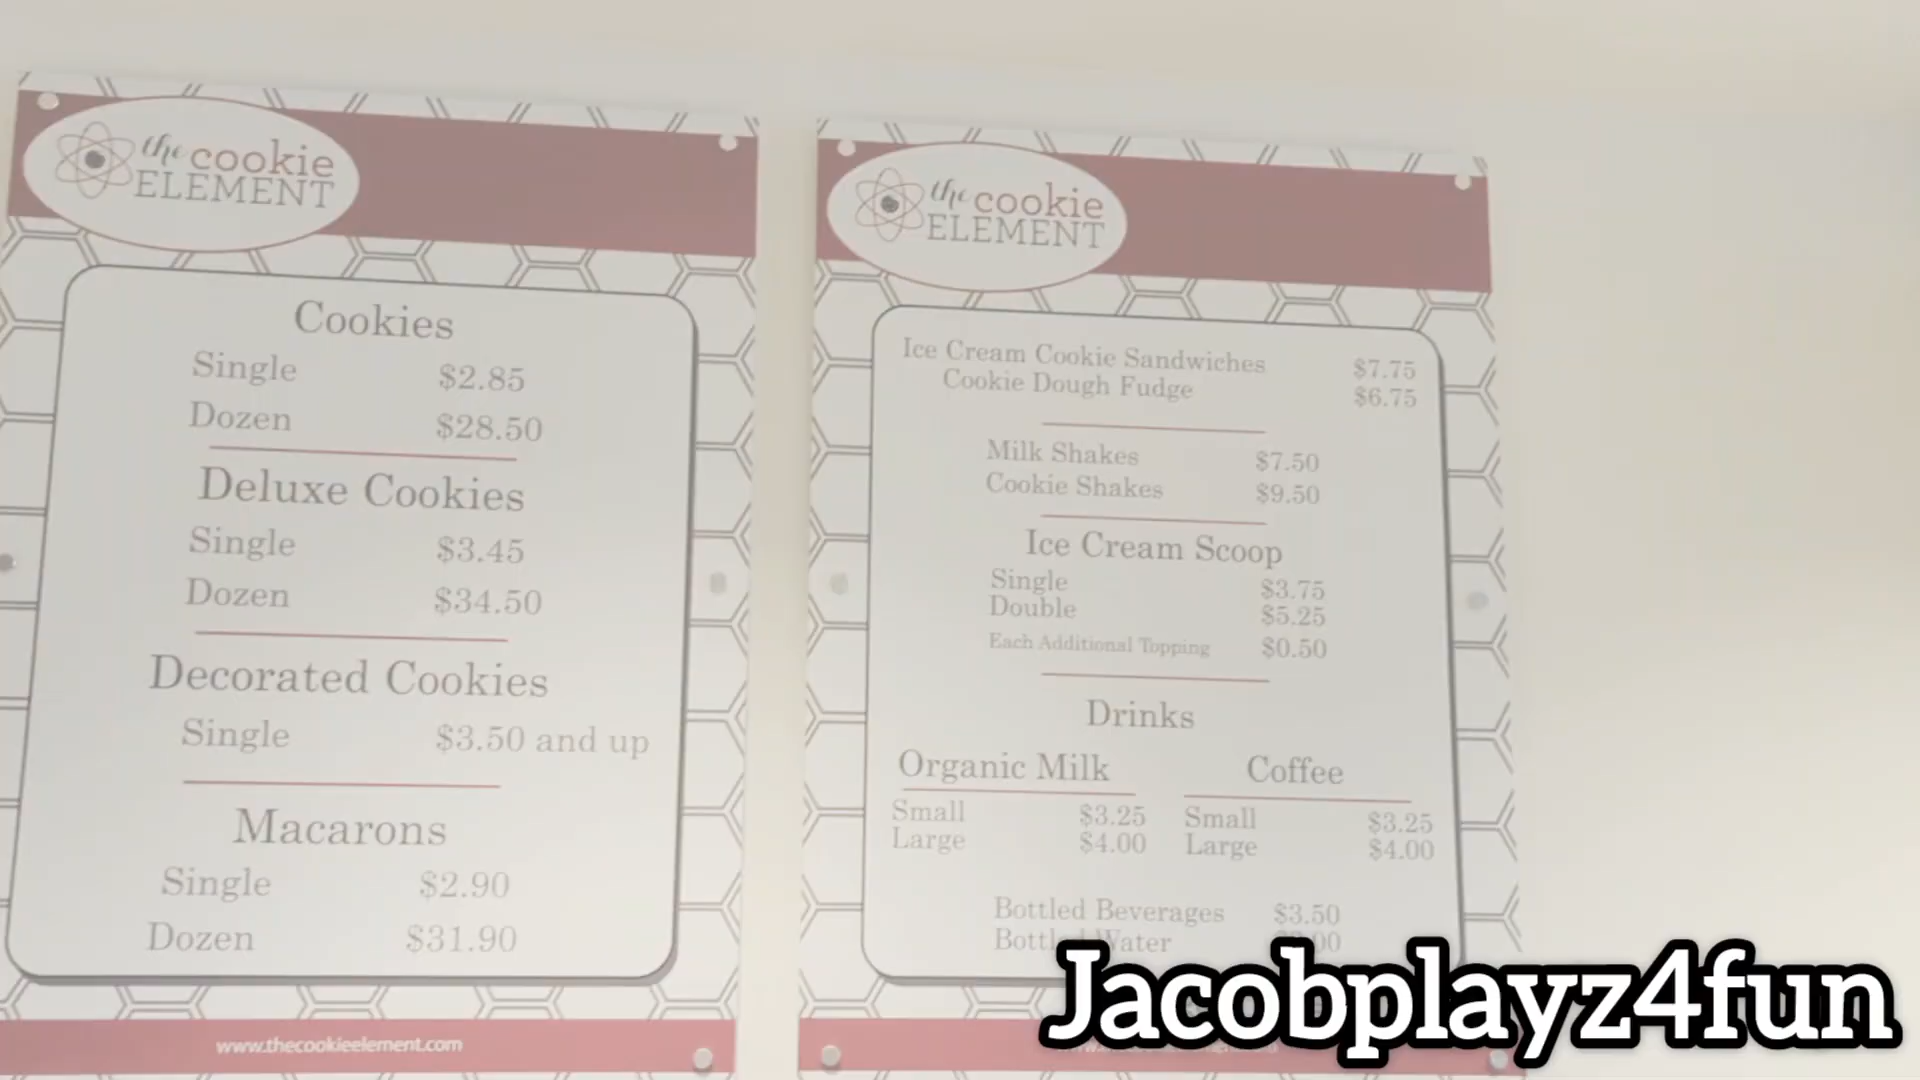 the cookie
ELEMENT
Cookies
Single $2.85
Dozen $28.50
Deluxe Cookies
Single $3.45
Dozen $34.50
Decorated Cookies
Single $3.50 and up
Macarons
Single $2.90
Dozen $31.90
www.thecookieelement.com
the cookie
ELEMENT
Ice Cream Cookie Sandwiches $7.75
Cookie Dough Fudge $6.75
Milk Shakes $7.50
Cookie Shakes $9.50
Ice Cream Scoop
Single $3.75
Double $5.25
Each Additional Topping $0.50
Drinks
Organic Milk
Small $3.25
Large $4.00
Coffee
Small $3.25
Large $4.00
Bottled Beverages $3.50
Bottled Water
Jacobplayz4fun